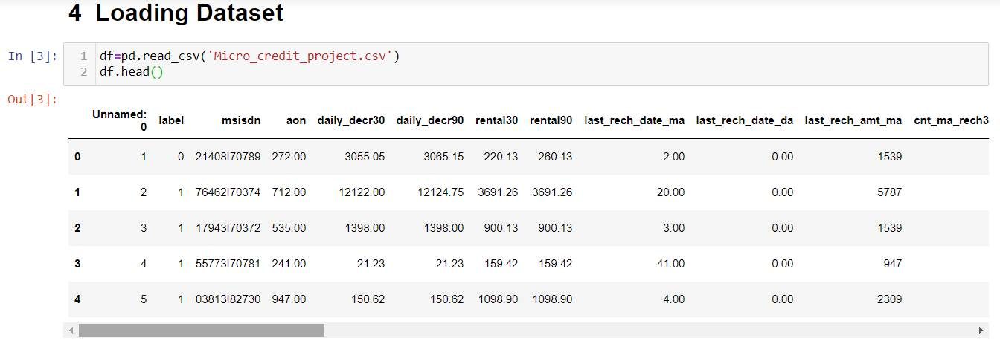 4 Loading Dataset
In [3]:
1 df=pd.read_csv('Micro_credit_project.csv')
2 df.head()
Out[3]:
Unnamed: 0 label msisdn aon daily_decr30 daily_decr90 rental30 rental90 last_rech_date_ma last_rech_date_da last_rech_amt_ma cnt_ma_rech3
0 1 0 21408I70789 272.00 3055.05 3065.15 220.13 260.13 2.00 0.00 1539
1 2 1 76462I70374 712.00 12122.00 12124.75 3691.26 3691.26 20.00 0.00 5787
2 3 1 17943I70372 535.00 1398.00 1398.00 900.13 900.13 3.00 0.00 1539
3 4 1 55773I70781 241.00 21.23 21.23 159.42 159.42 41.00 0.00 947
4 5 1 03813I82730 947.00 150.62 150.62 1098.90 1098.90 4.00 0.00 2309